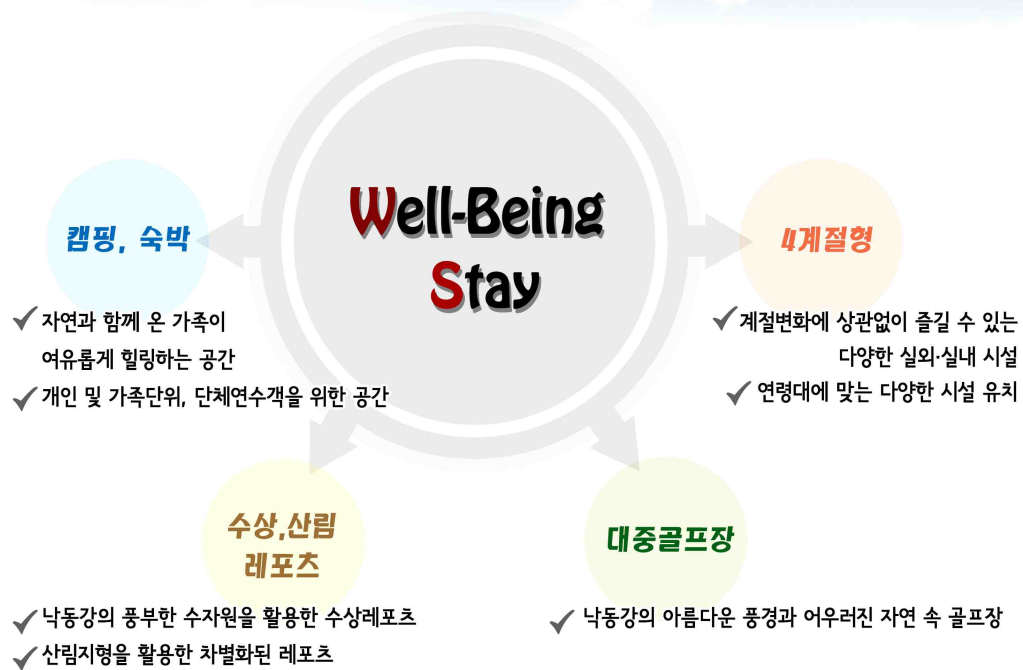 Well-Being
Stay
캠핑, 숙박
✓ 자연과 함께 온 가족이
여유롭게 힐링하는 공간
✓ 개인 및 가족단위, 단체연수객을 위한 공간
4계절형
✓ 계절변화에 상관없이 즐길 수 있는
다양한 실외·실내 시설
✓ 연령대에 맞는 다양한 시설 유치
수상,산림
레포츠
✓ 낙동강의 풍부한 수자원을 활용한 수상레포츠
✓ 산림지형을 활용한 차별화된 레포츠
대중골프장
✓ 낙동강의 아름다운 풍경과 어우러진 자연 속 골프장